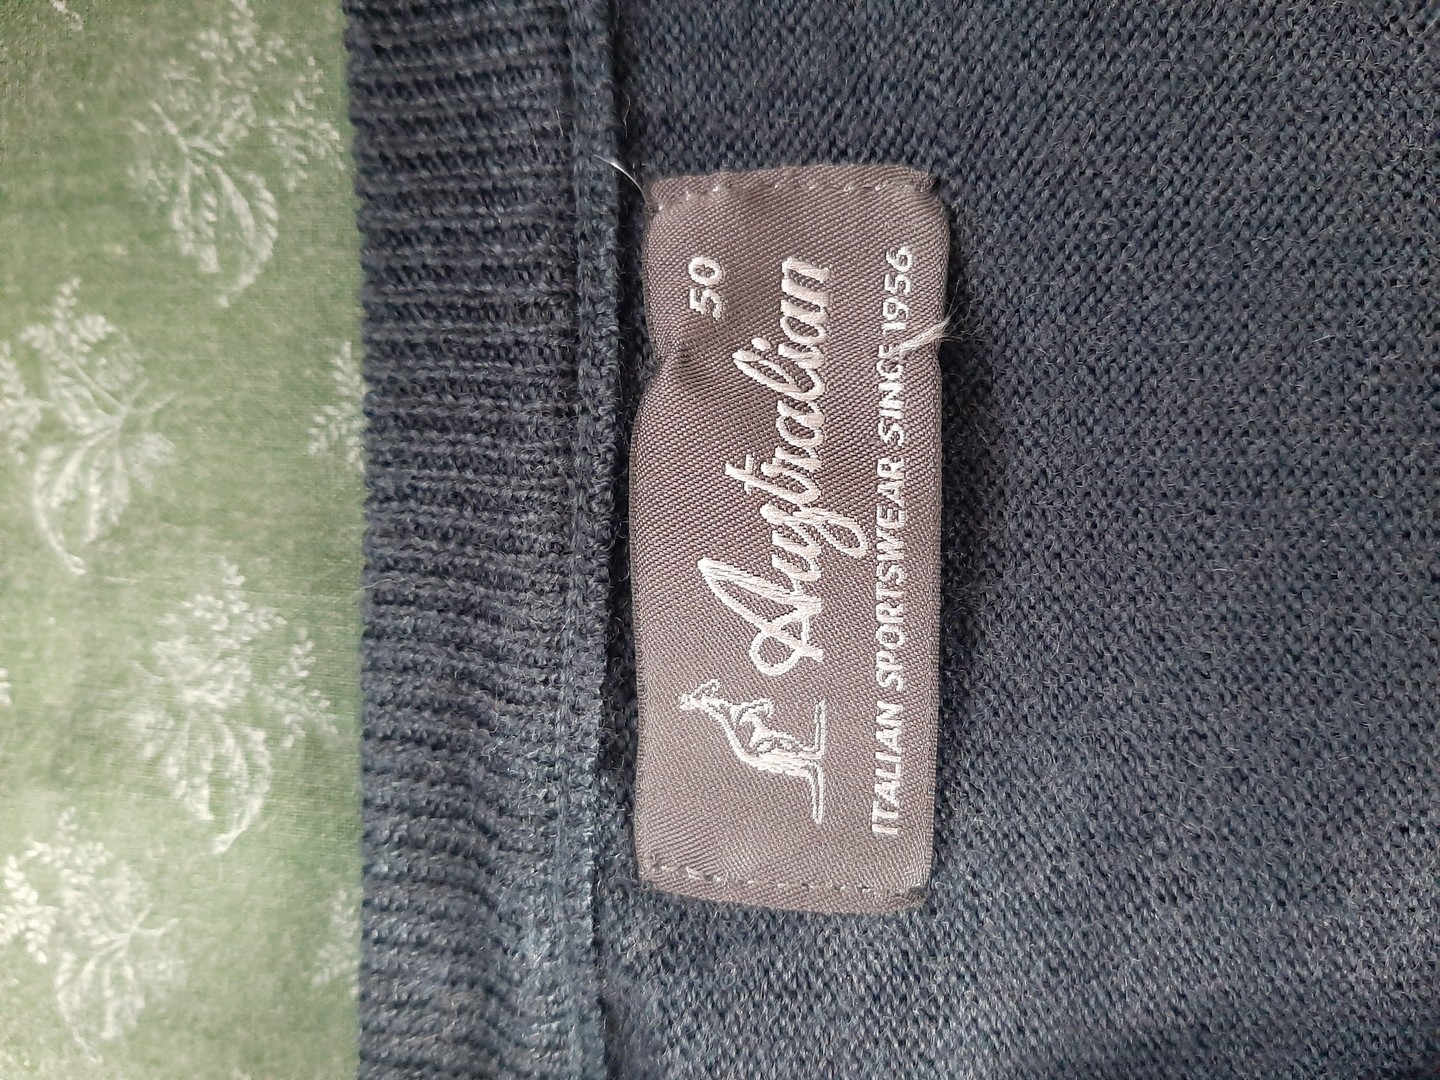 50
Australian
ITALIAN SPORTSWEAR SINCE 1956